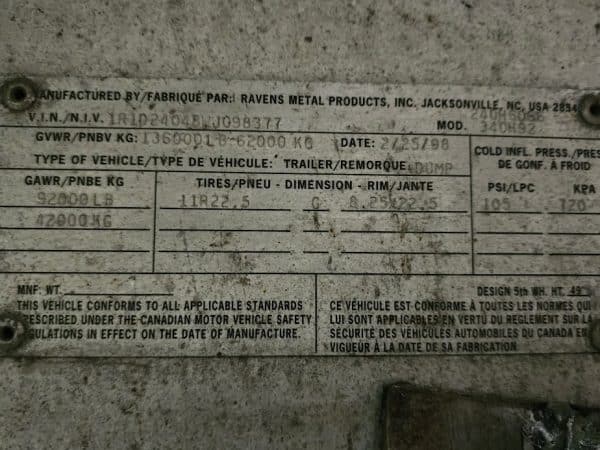 MANUFACTURED BY/FABRIQUÉ PAR: RAVENS METAL PRODUCTS, INC. JACKSONVILLE, NC, USA
V.I.N./N.I.V. MOD.
340H92
GVWR/PNBV KG: 136000LB-62000 KG DATE: 2/25/98
TYPE OF VEHICLE/TYPE DE VÉHICULE: TRAILER/REMORQUE DUMP
COLD INFL. PRESS./PRES
DE GONF. À FROID
GAWR/PNBE KG TIRES/PNEU - DIMENSION - RIM/JANTE PSI/LPC KPA
92000LB 11R22.5 G 8.25X22.5 105 720
42000KG
MNF: WT.
THIS VEHICLE CONFORMS TO ALL APPLICABLE STANDARDS
PRESCRIBED UNDER THE CANADIAN MOTOR VEHICLE SAFETY
REGULATIONS IN EFFECT ON THE DATE OF MANUFACTURE.
DESIGN 5th WH. HT. 49
CE VÉHICULE EST CONFORME À TOUTES LES NORMES QUI
LUI SONT APPLICABLES EN VERTU DU REGLEMENT SUR LA
SÉCURITÉ DES VÉHICULES AUTOMOBILES DU CANADA EN
VIGUEUR À LA DATE DE SA FABRICATION.